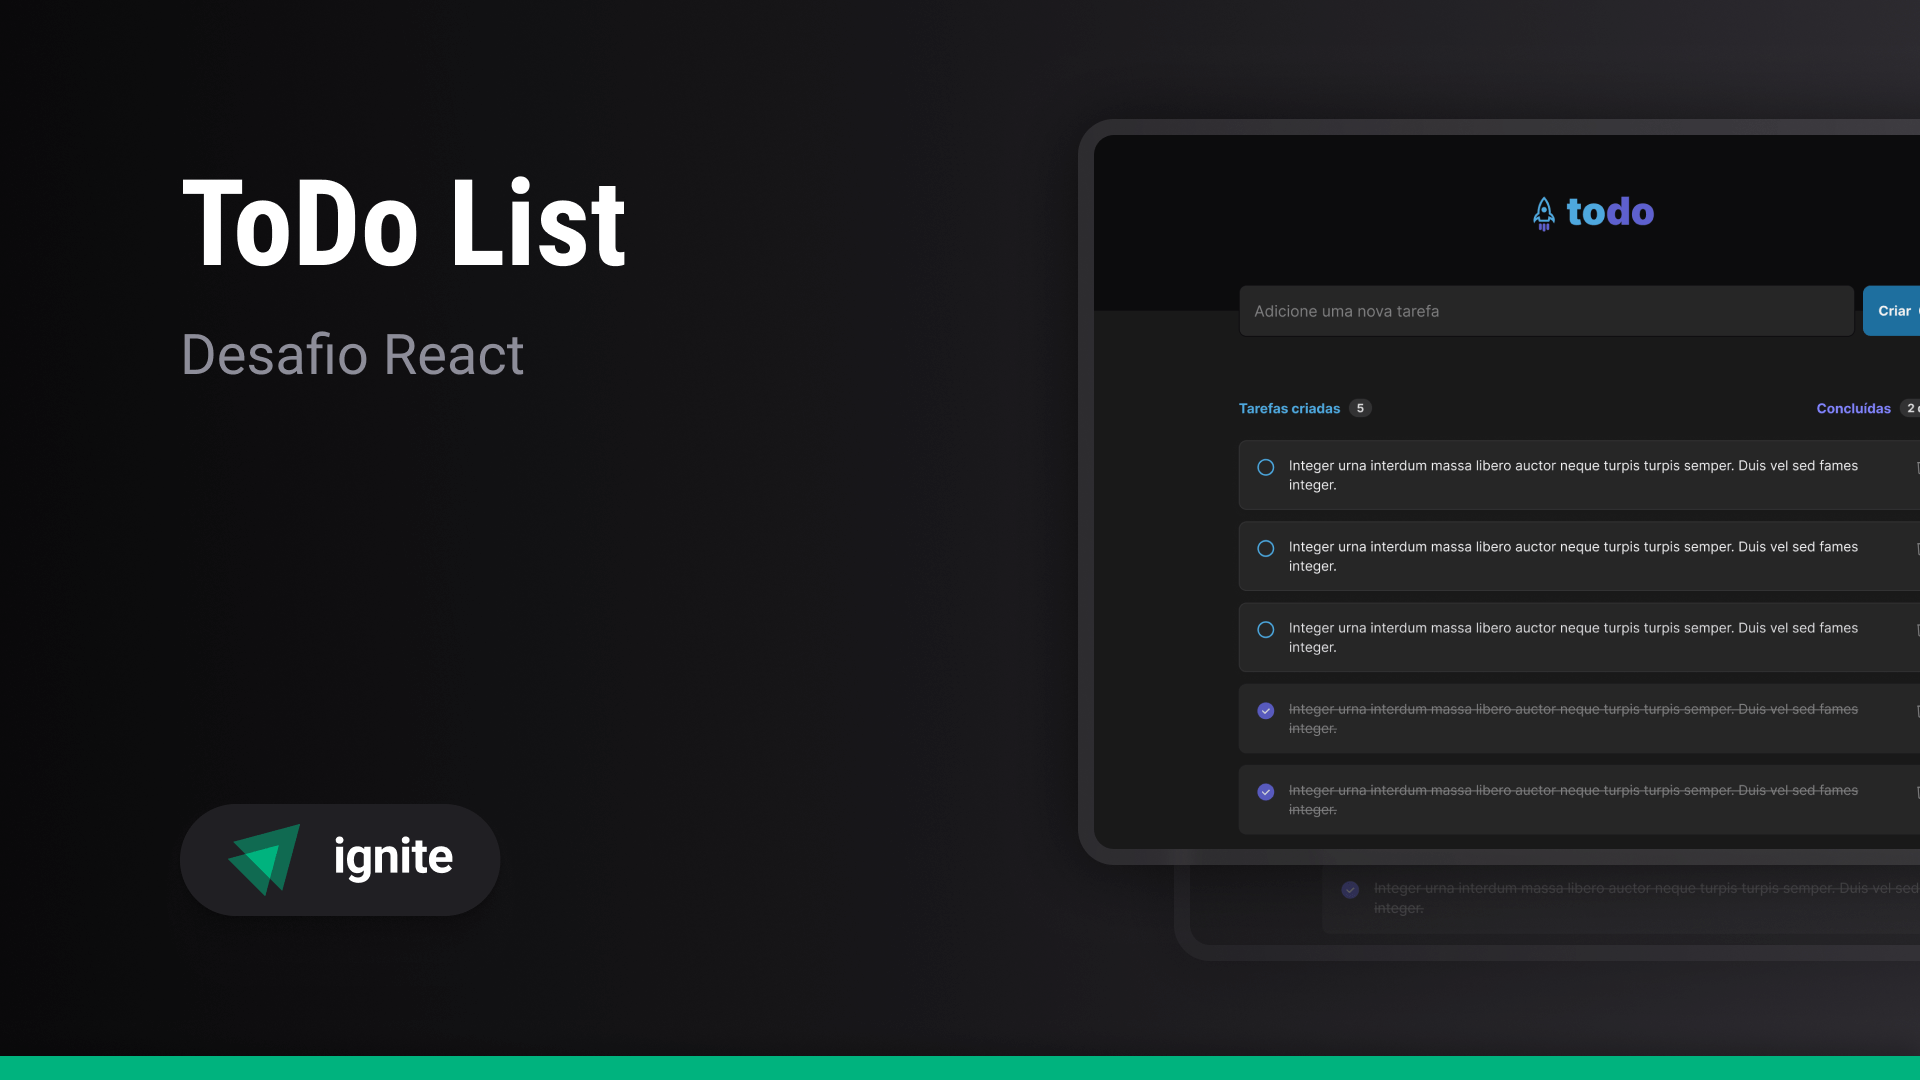 ToDo List
Desafio React
ignite
todo
Adicione uma nova tarefa
Criar
Tarefas criadas 5
Concluídas 2
Integer urna interdum massa libero auctor neque turpis turpis semper. Duis vel sed fames
integer.
Integer urna interdum massa libero auctor neque turpis turpis semper. Duis vel sed fames
integer.
Integer urna interdum massa libero auctor neque turpis turpis semper. Duis vel sed fames
integer.
Integer urna interdum massa libero auctor neque turpis turpis semper. Duis vel sed fames
integer.
Integer urna interdum massa libero auctor neque turpis turpis semper. Duis vel sed fames
integer.
Integer urna interdum massa libero auctor neque turpis turpis semper. Duis vel sed
integer.